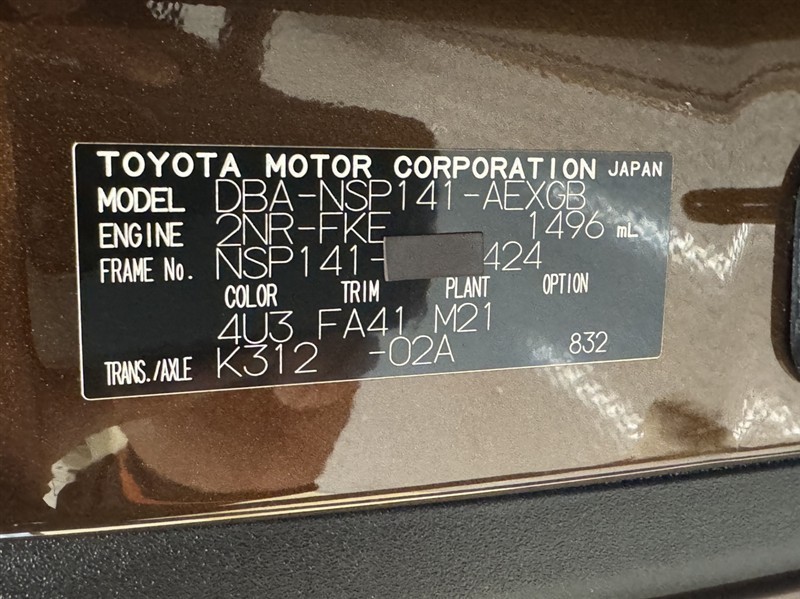 TOYOTA MOTOR CORPORATION JAPAN
MODEL DBA-NSP141-AEXGB
ENGINE 2NR-FKE 1496 mL
FRAME No. NSP141- 424
COLOR TRIM PLANT OPTION
4U3 FA41 M21
TRANS./AXLE K312 -02A 832